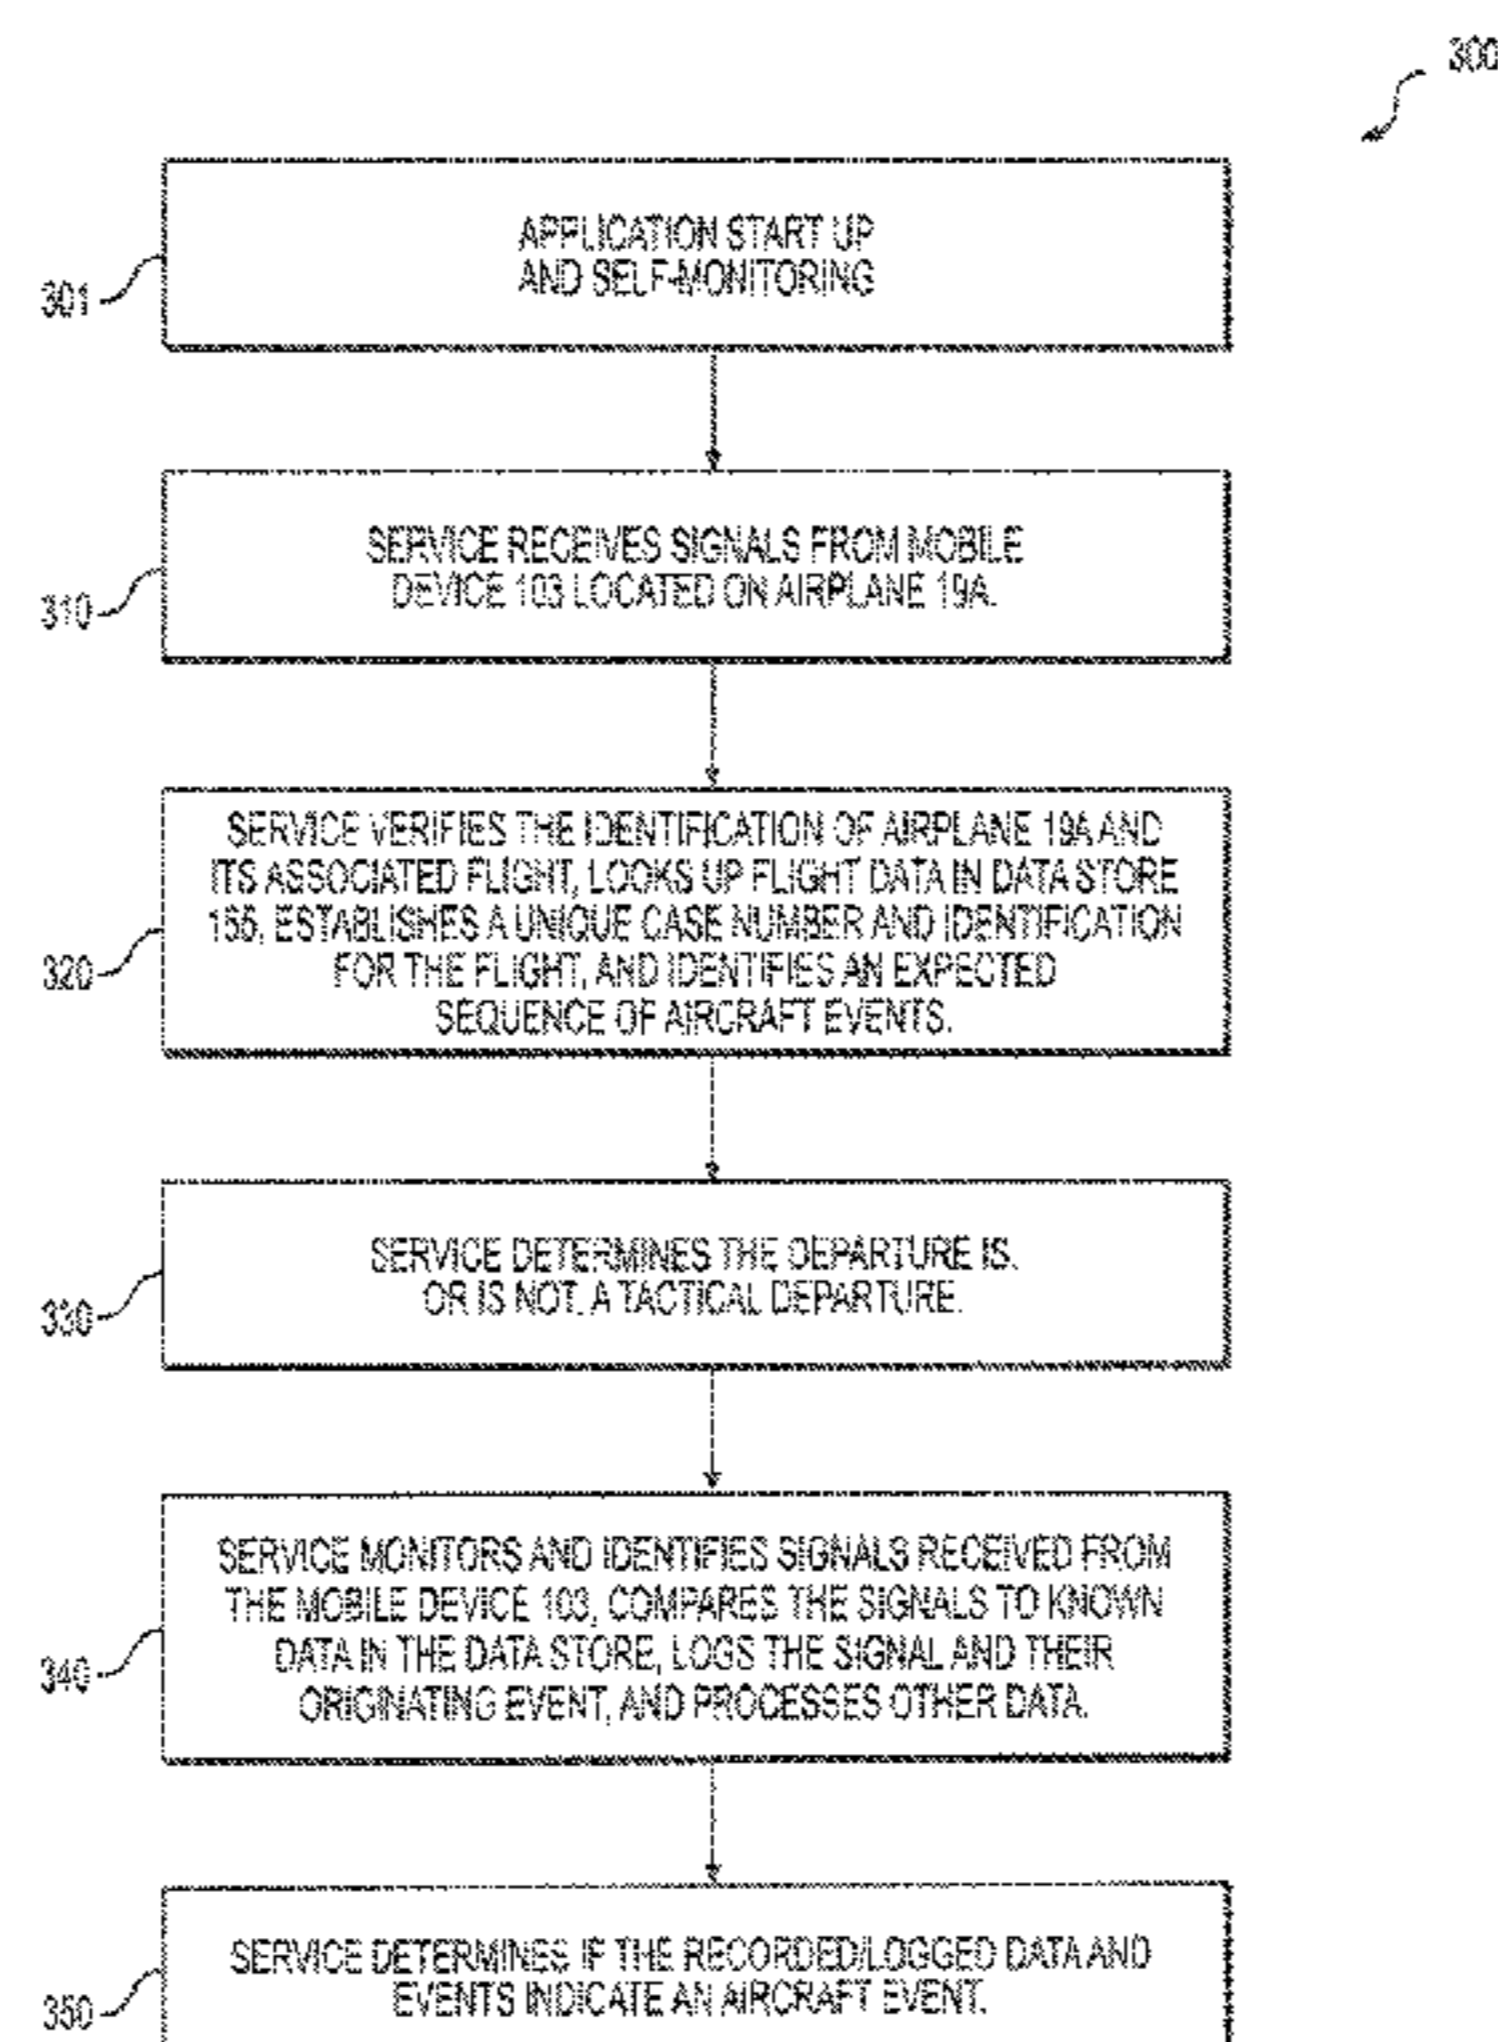 300
APPLICATION START UP
AND SELF-MONITORING
301
SERVICE RECEIVES SIGNALS FROM MOBILE
DEVICE 103 LOCATED ON AIRPLANE 19A.
310
SERVICE VERIFIES THE IDENTIFICATION OF AIRPLANE 19A AND
ITS ASSOCIATED FLIGHT, LOOKS UP FLIGHT DATA IN DATA STORE
155, ESTABLISHES A UNIQUE CASE NUMBER AND IDENTIFICATION
FOR THE FLIGHT, AND IDENTIFIES AN EXPECTED
SEQUENCE OF AIRCRAFT EVENTS.
320
SERVICE DETERMINES THE DEPARTURE IS,
OR IS NOT, A TACTICAL DEPARTURE.
330
SERVICE MONITORS AND IDENTIFIES SIGNALS RECEIVED FROM
THE MOBILE DEVICE 103, COMPARES THE SIGNALS TO KNOWN
DATA IN THE DATA STORE, LOGS THE SIGNAL AND THEIR
ORIGINATING EVENT, AND PROCESSES OTHER DATA.
340
SERVICE DETERMINES IF THE RECORDED/LOGGED DATA AND
EVENTS INDICATE AN AIRCRAFT EVENT.
350